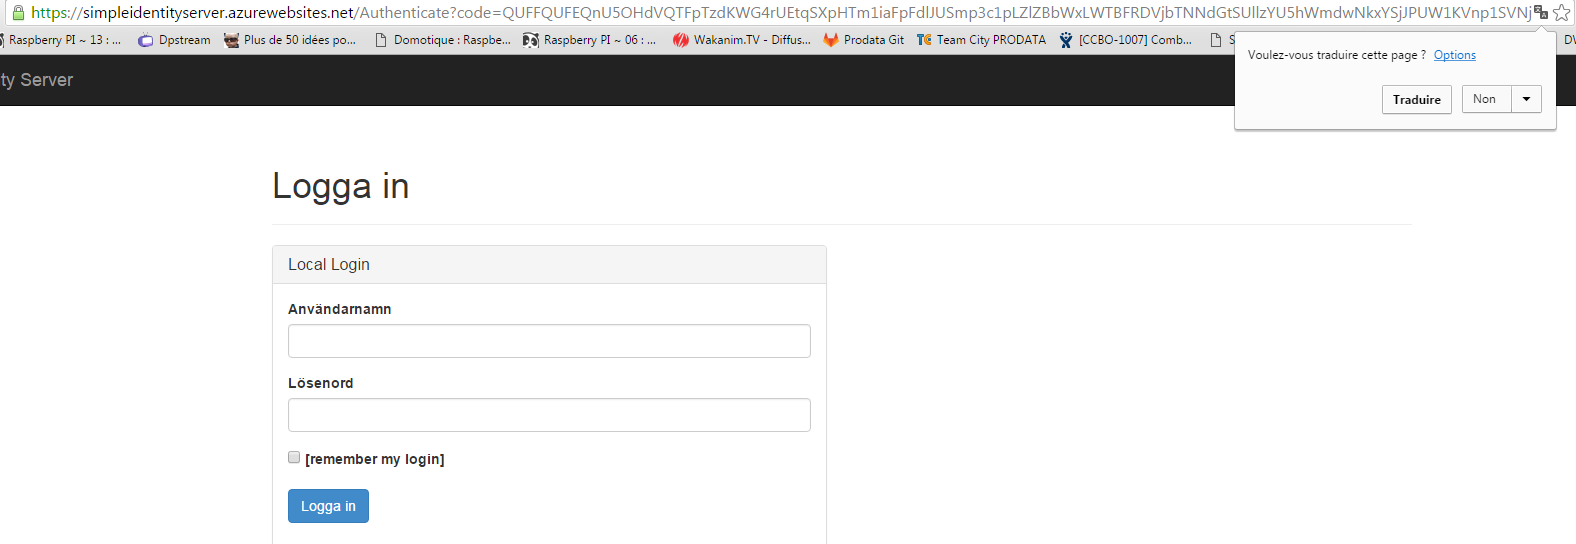 https://simpleidentityserver.azurewebsites.net/Authenticate?code=QUFFQUFEQnU5OHdVQTFpTzdKWG4rUEtqSXpHTm1iaFpFdlJUSmp3c1pLZlZBbWxLWTBFRDVjbTNNdGtSUllzYU5hWmdwNkxYSjJPUW1KVnp1SVNj
Raspberry PI ~ 13 : ... Dpstream Plus de 50 idées po... Domotique : Raspbe... Raspberry PI ~ 06 : ... Wakanim.TV - Diffus... Prodata Git Team City PRODATA [CCBO-1007] Comb... S
ty Server
Voulez-vous traduire cette page ? Options
Traduire Non
Logga in
Local Login
Användarnamn
Lösenord
[remember my login]
Logga in